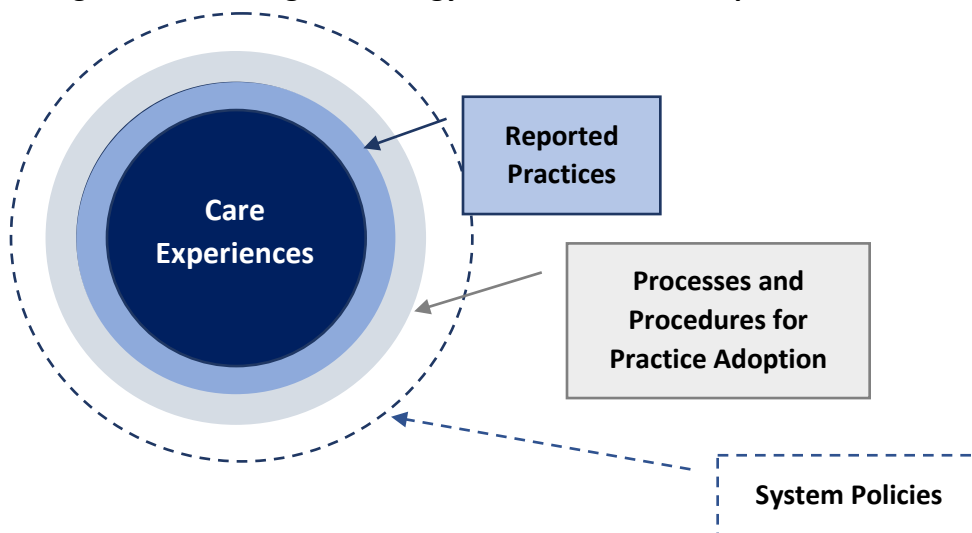 Care
Experiences
Reported
Practices
Processes and
Procedures for
Practice Adoption
System Policies